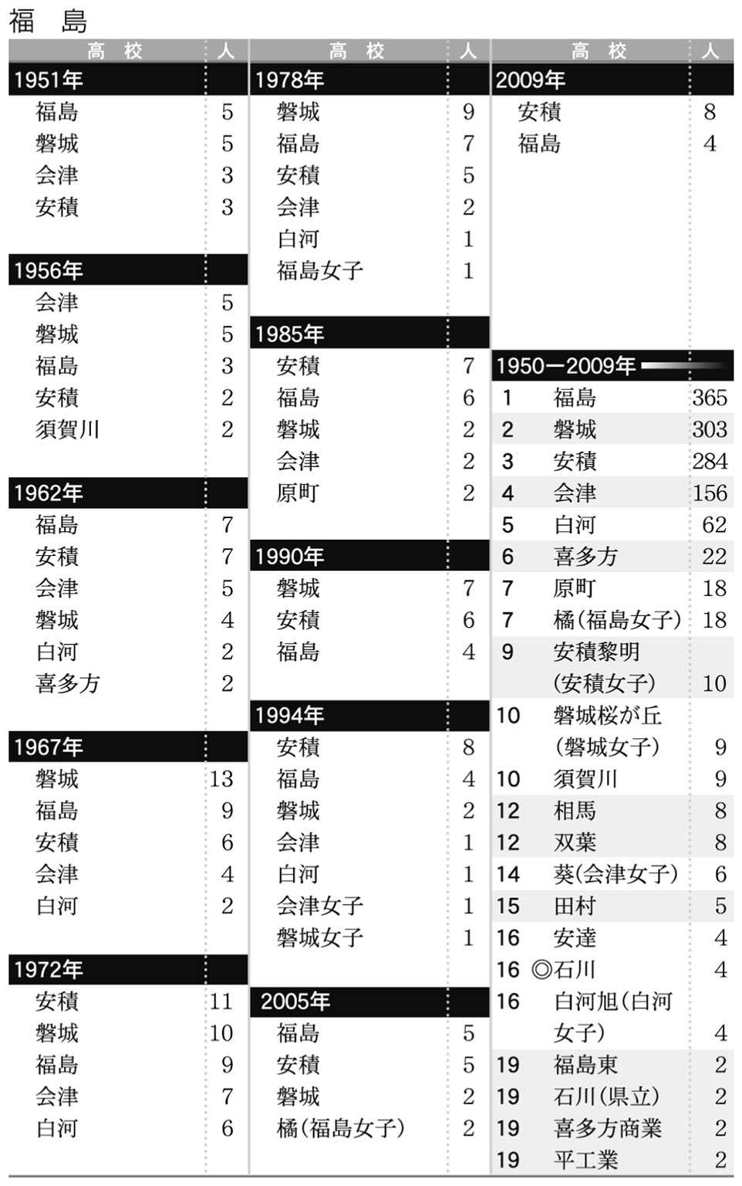 福　島
高　校　人
1951年
福島　5
磐城　5
会津　3
安積　3
1956年
会津　5
磐城　5
福島　3
安積　2
須賀川　2
1962年
福島　7
安積　7
会津　5
磐城　4
白河　2
喜多方　2
1967年
磐城　13
福島　9
安積　6
会津　4
白河　2
1972年
安積　11
磐城　10
福島　9
会津　7
白河　6
高　校　人
1978年
磐城　9
福島　7
安積　5
会津　2
白河　1
福島女子　1
1985年
安積　7
福島　6
磐城　2
会津　2
原町　2
1990年
磐城　7
安積　6
福島　4
1994年
安積　8
福島　4
磐城　2
会津　1
白河　1
会津女子　1
磐城女子　1
2005年
福島　5
安積　5
磐城　2
橘(福島女子)　2
高　校　人
2009年
安積　8
福島　4
1950ー2009年
1　福島　365
2　磐城　303
3　安積　284
4　会津　156
5　白河　62
6　喜多方　22
7　原町　18
7　橘(福島女子)　18
9　安積黎明
(安積女子)　10
10　磐城桜が丘
(磐城女子)　9
10　須賀川　9
12　相馬　8
12　双葉　8
14　葵(会津女子)　6
15　田村　5
16　安達　4
16　◎石川　4
16　白河旭(白河
女子)　4
19　福島東　2
19　石川(県立)　2
19　喜多方商業　2
19　平工業　2